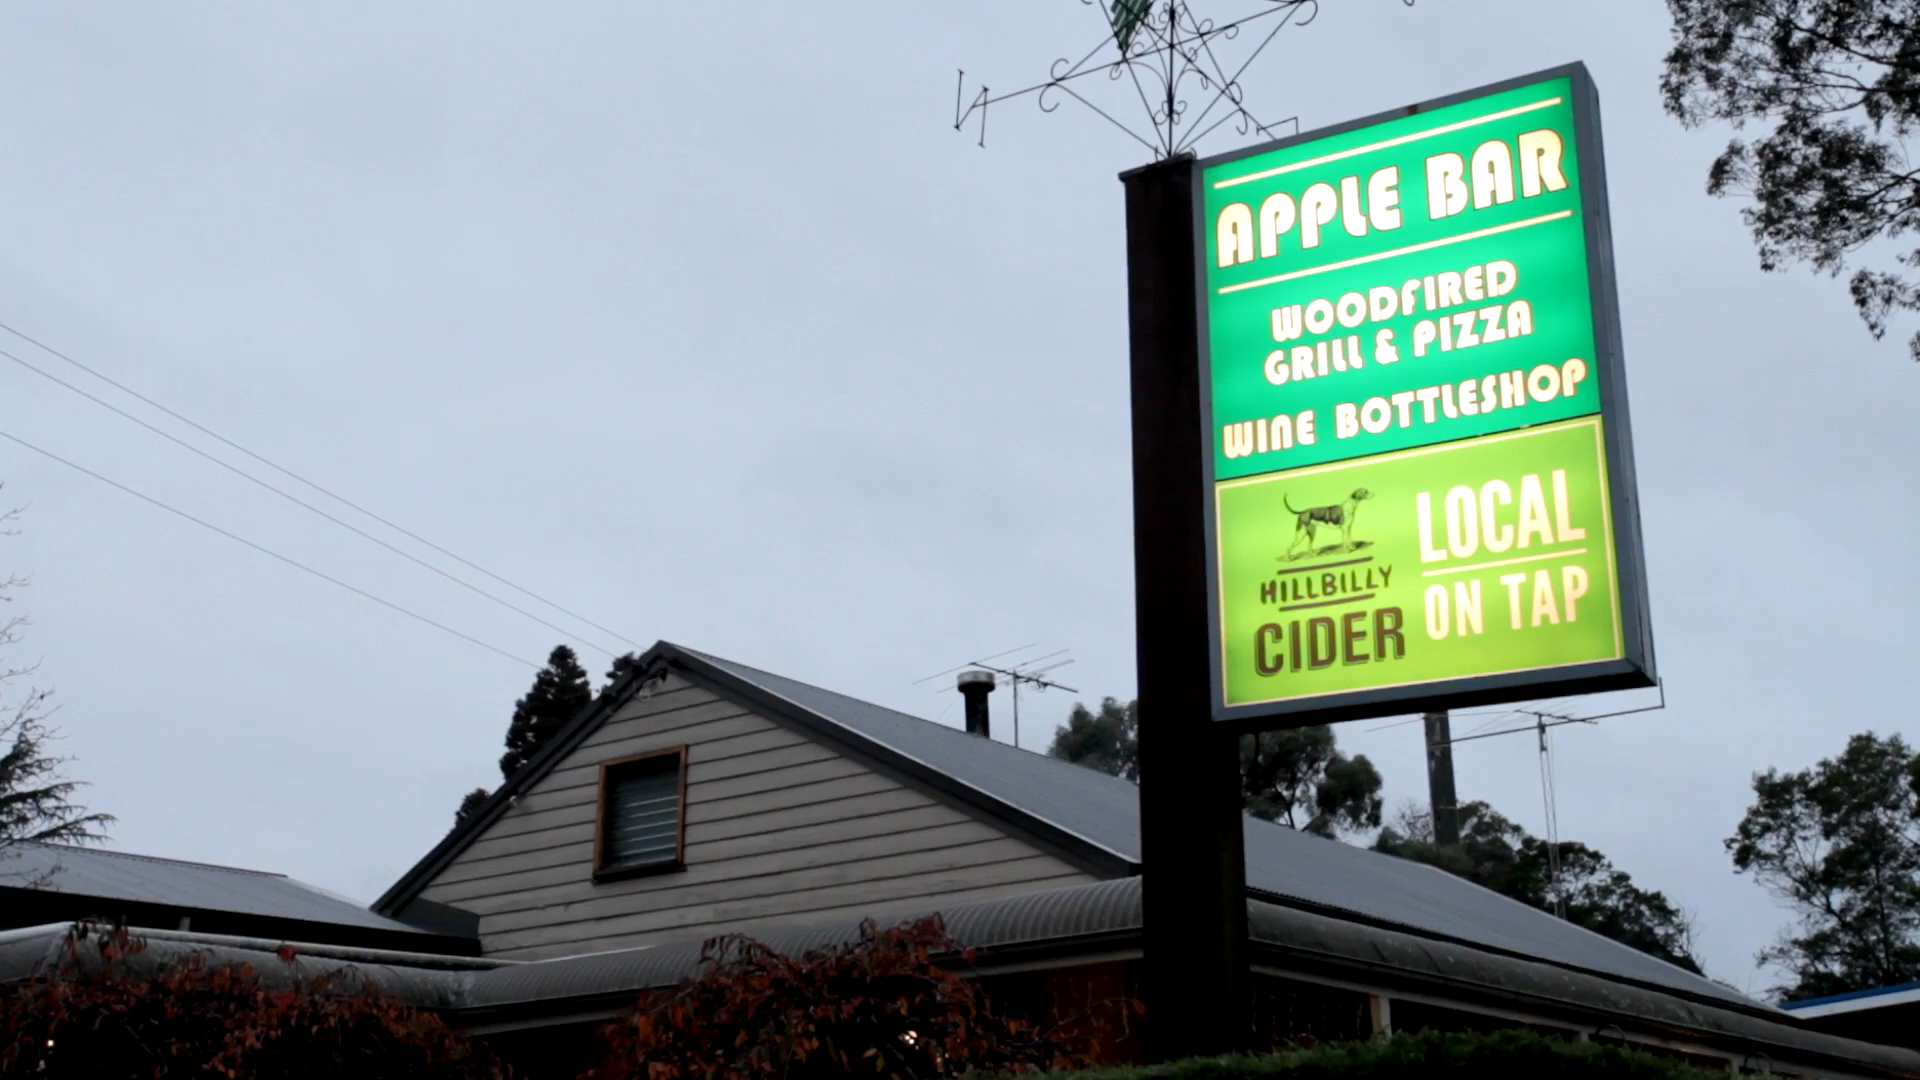 N
APPLE BAR
WOODFIRED
GRILL & PIZZA
WINE BOTTLESHOP
HILLBILLY
CIDER
LOCAL
ON TAP